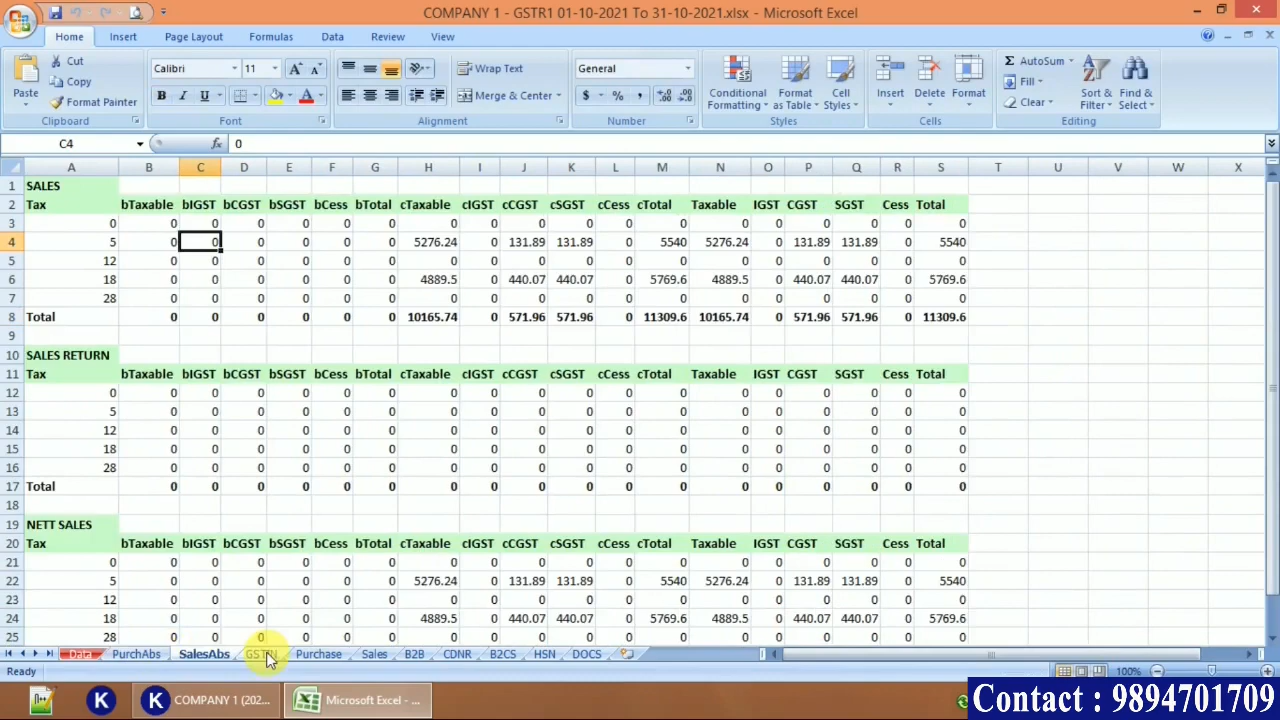 COMPANY 1 - GSTR1 01-10-2021 To 31-10-2021.xlsx - Microsoft Excel
Home Insert Page Layout Formulas Data Review View
Paste Cut Copy Format Painter Clipboard
Calibri 11 B I U Font
Wrap Text Merge & Center Alignment
General $ % , Number
Conditional Formatting Format as Table Cell Styles Styles
Insert Delete Format Cells
AutoSum Fill Clear Sort & Filter Find & Select Editing
C4 fx 0
A B C D E F G H I J K L M N O P Q R S T U V W X
1 SALES
2 Tax bTaxable bIGST bCGST bSGST bCess bTotal cTaxable cIGST cCGST cSGST cCess cTotal Taxable IGST CGST SGST Cess Total
3 0 0 0 0 0 0 0 0 0 0 0 0 0 0 0 0 0 0 0
4 5 0 0 0 0 0 0 5276.24 0 131.89 131.89 0 5540 5276.24 0 131.89 131.89 0 5540
5 12 0 0 0 0 0 0 0 0 0 0 0 0 0 0 0 0 0 0
6 18 0 0 0 0 0 0 4889.5 0 440.07 440.07 0 5769.6 4889.5 0 440.07 440.07 0 5769.6
7 28 0 0 0 0 0 0 0 0 0 0 0 0 0 0 0 0 0 0
8 Total 0 0 0 0 0 0 10165.74 0 571.96 571.96 0 11309.6 10165.74 0 571.96 571.96 0 11309.6
9
10 SALES RETURN
11 Tax bTaxable bIGST bCGST bSGST bCess bTotal cTaxable cIGST cCGST cSGST cCess cTotal Taxable IGST CGST SGST Cess Total
12 0 0 0 0 0 0 0 0 0 0 0 0 0 0 0 0 0 0 0
13 5 0 0 0 0 0 0 0 0 0 0 0 0 0 0 0 0 0 0
14 12 0 0 0 0 0 0 0 0 0 0 0 0 0 0 0 0 0 0
15 18 0 0 0 0 0 0 0 0 0 0 0 0 0 0 0 0 0 0
16 28 0 0 0 0 0 0 0 0 0 0 0 0 0 0 0 0 0 0
17 Total 0 0 0 0 0 0 0 0 0 0 0 0 0 0 0 0 0 0
18
19 NETT SALES
20 Tax bTaxable bIGST bCGST bSGST bCess bTotal cTaxable cIGST cCGST cSGST cCess cTotal Taxable IGST CGST SGST Cess Total
21 0 0 0 0 0 0 0 0 0 0 0 0 0 0 0 0 0 0 0
22 5 0 0 0 0 0 0 5276.24 0 131.89 131.89 0 5540 5276.24 0 131.89 131.89 0 5540
23 12 0 0 0 0 0 0 0 0 0 0 0 0 0 0 0 0 0 0
24 18 0 0 0 0 0 0 4889.5 0 440.07 440.07 0 5769.6 4889.5 0 440.07 440.07 0 5769.6
25 28 0 0 0 0 0 0 0 0 0 0 0 0 0 0 0 0 0 0
Data PurchAbs SalesAbs GSTIN Purchase Sales B2B CDNR B2CS HSN DOCS
Ready 100%
K K COMPANY 1 (202... Microsoft Excel - ...
Contact : 9894701709